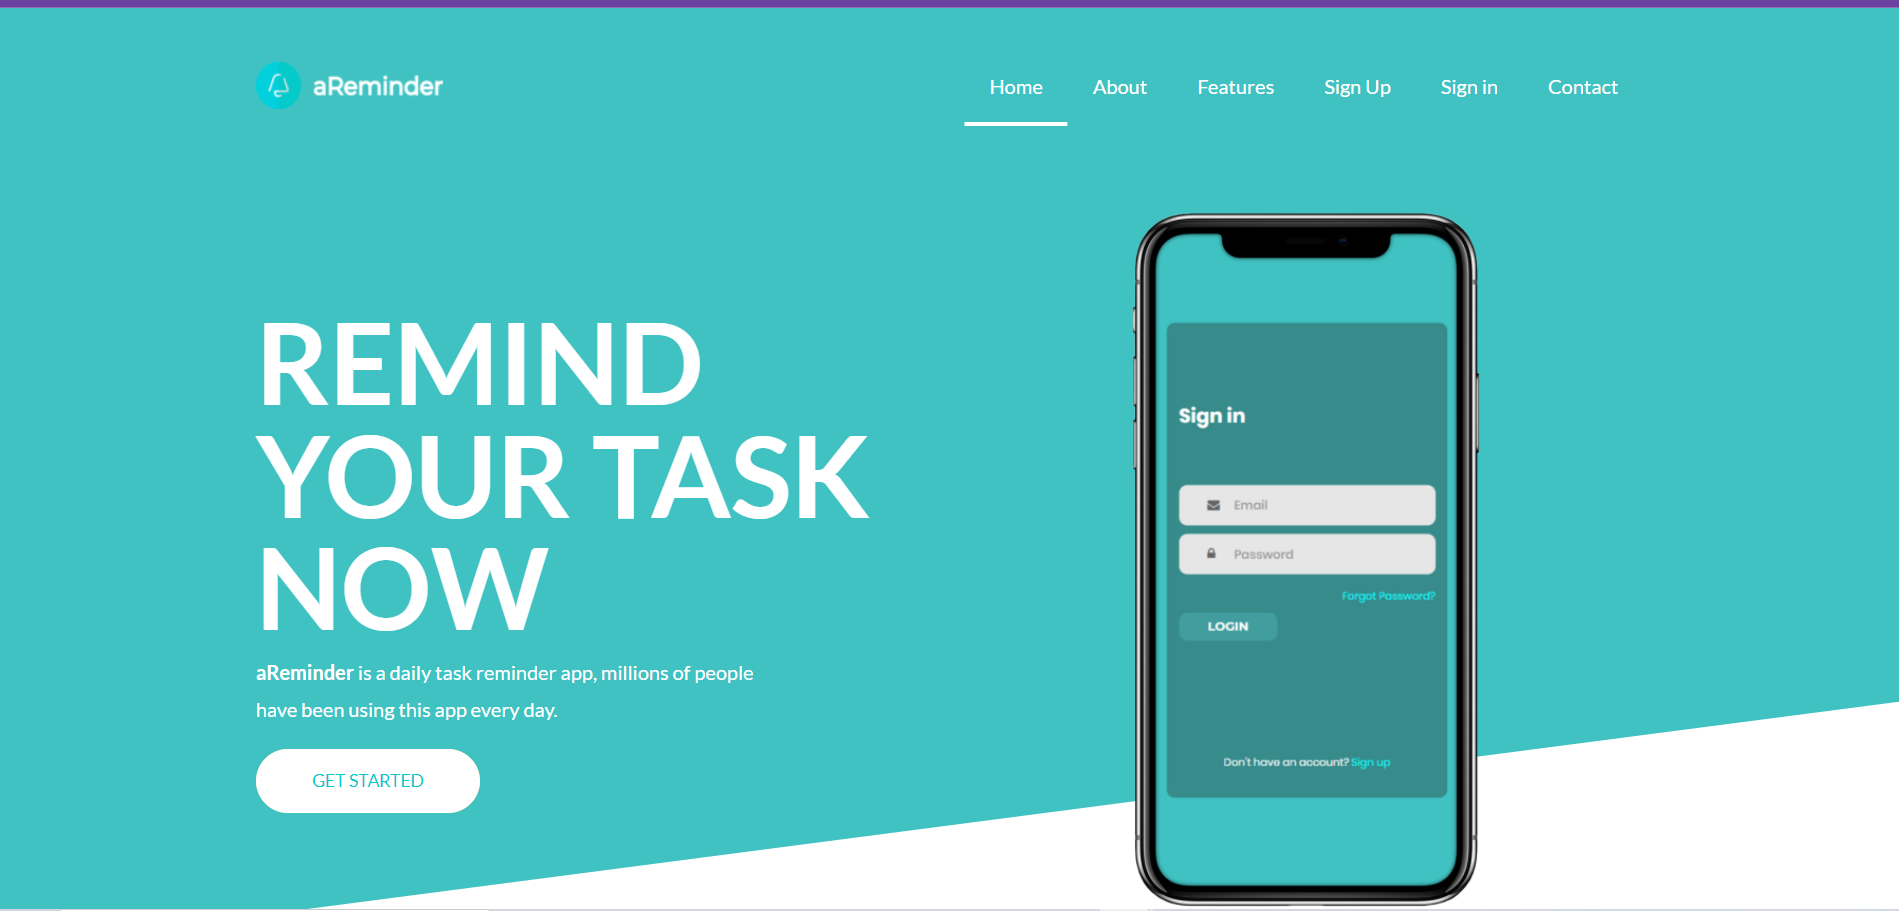 aReminder
Home About Features Sign Up Sign in Contact
REMIND
YOUR TASK
NOW
aReminder is a daily task reminder app, millions of people
have been using this app every day.
GET STARTED
Sign in
Email
Password
Forgot Password?
LOGIN
Don't have an account? Sign up